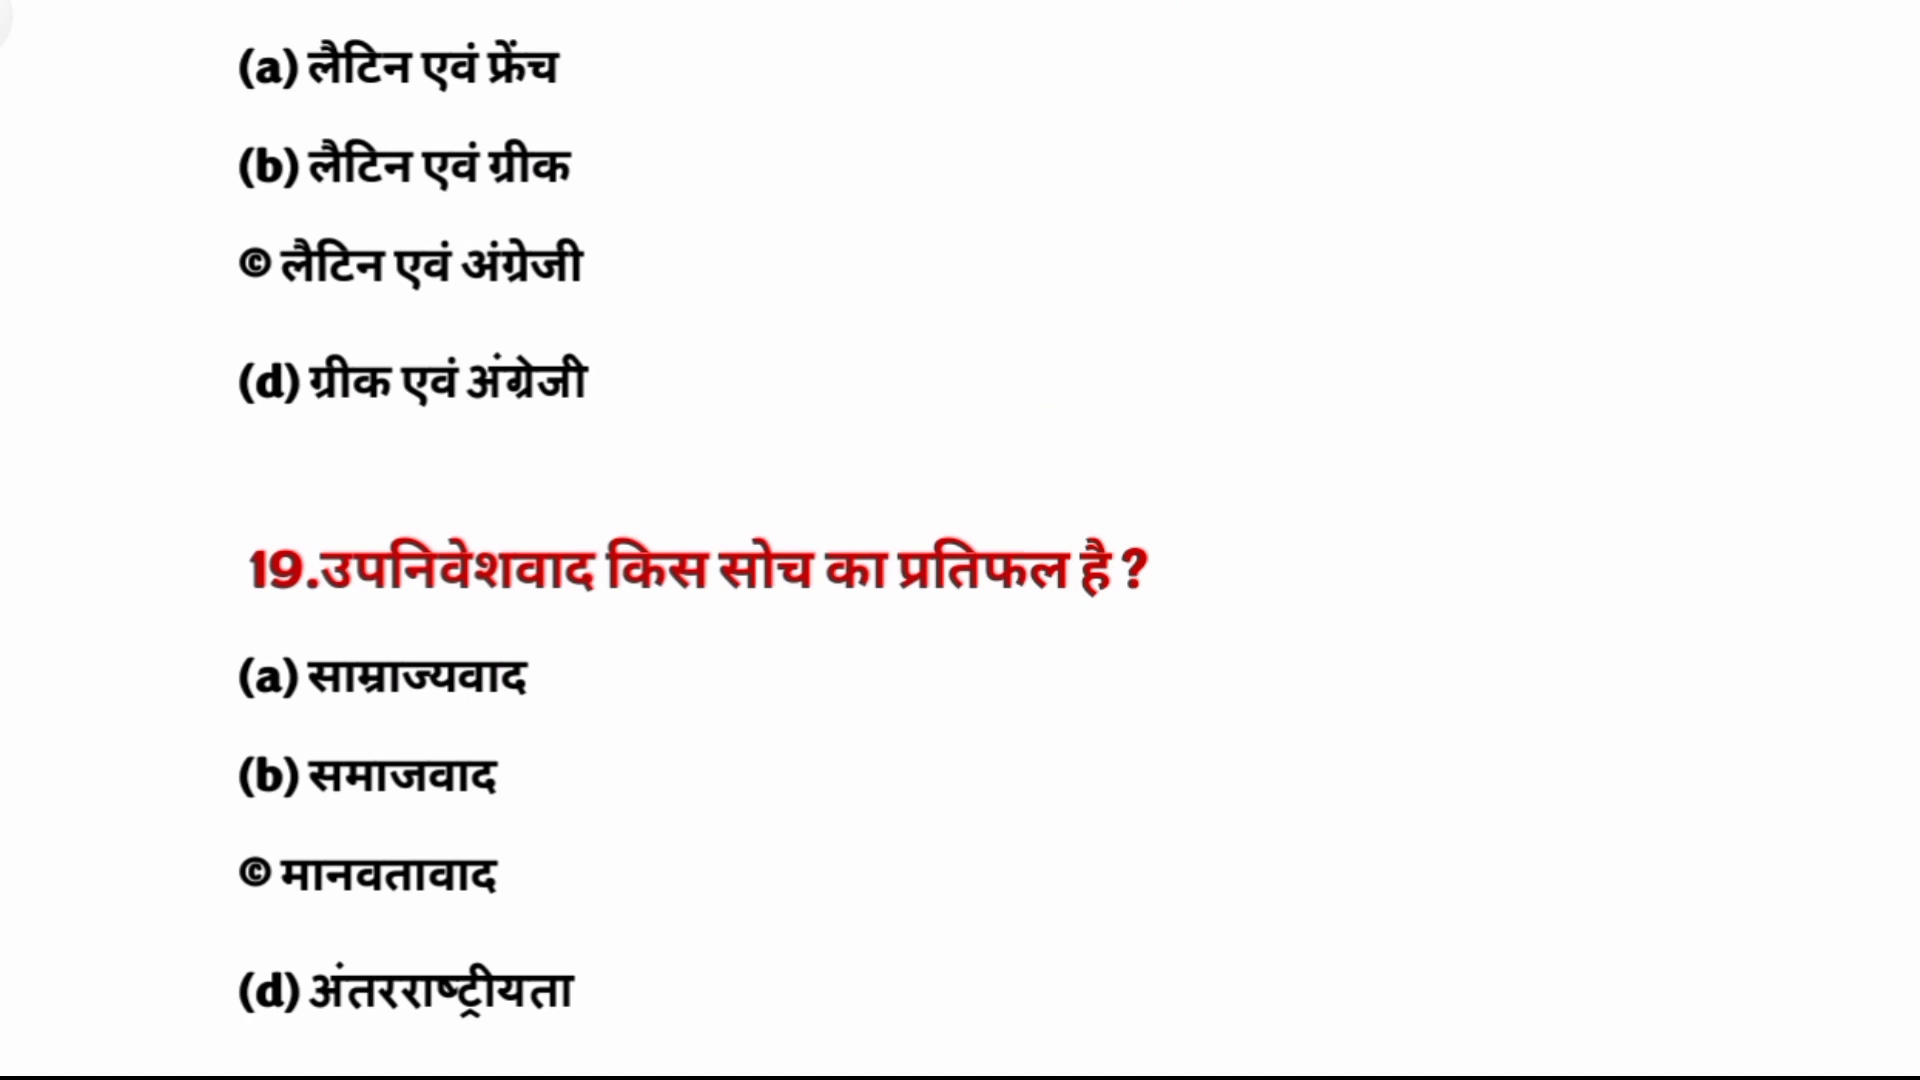 (a) लैटिन एवं फ्रेंच
(b) लैटिन एवं ग्रीक
© लैटिन एवं अंग्रेजी
(d) ग्रीक एवं अंग्रेजी
19.उपनिवेशवाद किस सोच का प्रतिफल है ?
(a) साम्राज्यवाद
(b) समाजवाद
© मानवतावाद
(d) अंतरराष्ट्रीयता